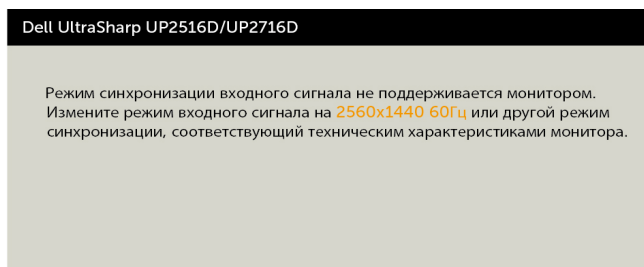 Dell UltraSharp UP2516D/UP2716D
Режим синхронизации входного сигнала не поддерживается монитором.
Измените режим входного сигнала на 2560x1440 60Гц или другой режим
синхронизации, соответствующий техническим характеристиками монитора.